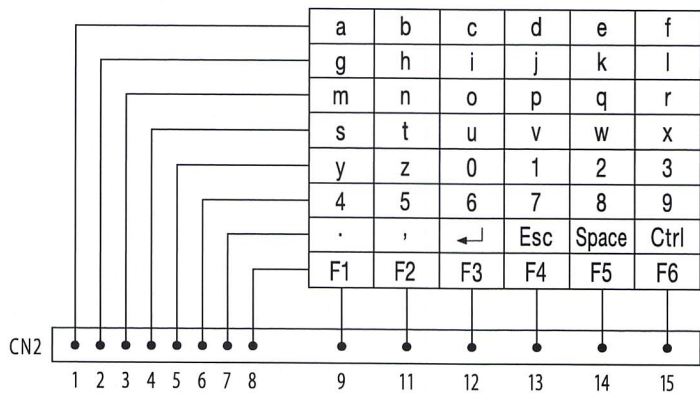 a b c d e f
g h i j k l
m n o p q r
s t u v w x
y z 0 1 2 3
4 5 6 7 8 9
. , ↵ Esc Space Ctrl
F1 F2 F3 F4 F5 F6
CN2
1 2 3 4 5 6 7 8 9 11 12 13 14 15